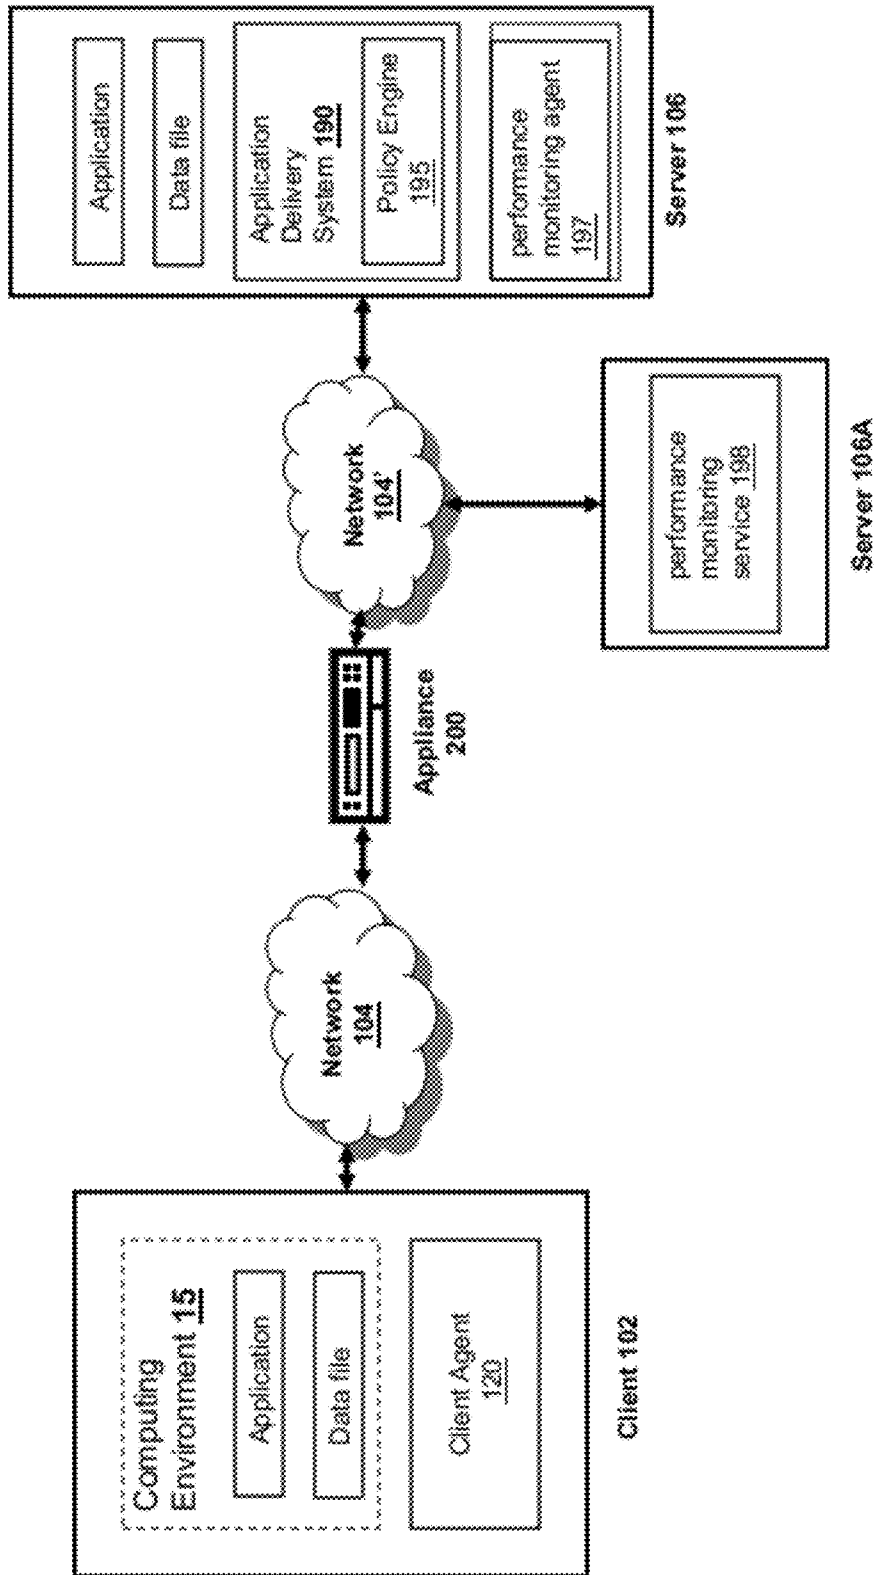 Computing
Environment 15
Application
Data file
Client Agent
120
Client 102
Network
104
Appliance
200
Network
104'
performance
monitoring
service 198
Server 106A
Application
Data file
Application
Delivery
System 190
Policy Engine
195
performance
monitoring agent
197
Server 106